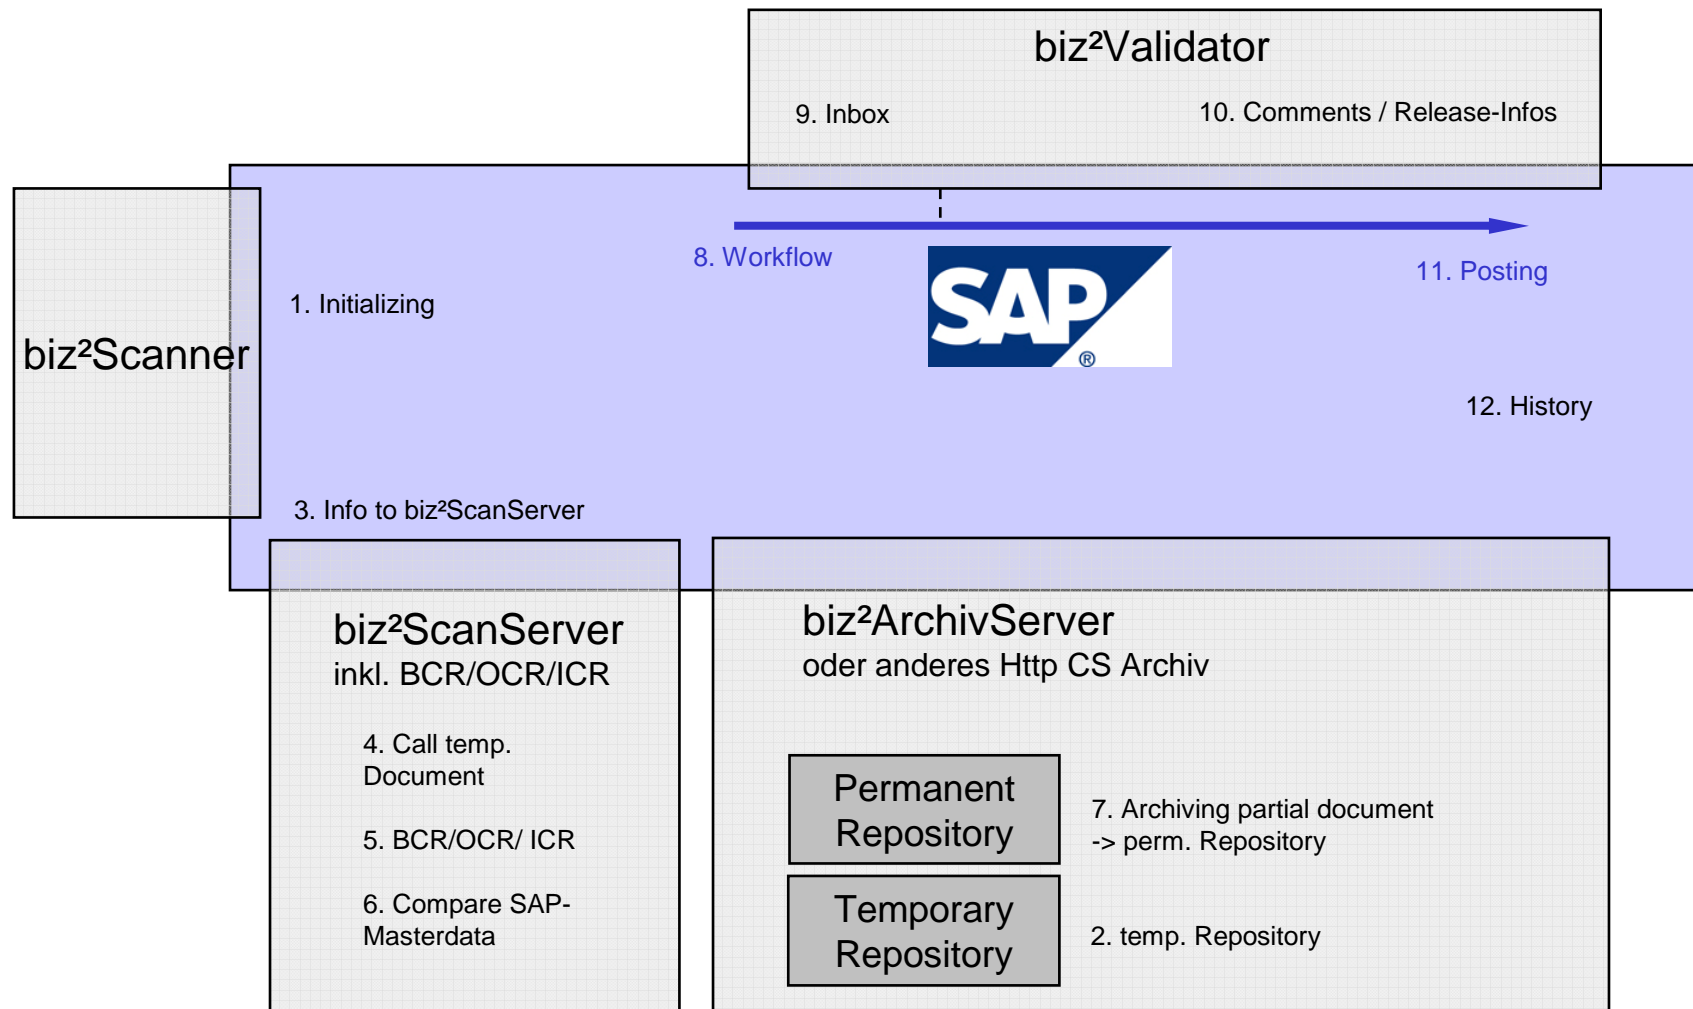 biz²Validator
9. Inbox
10. Comments / Release-Infos
8. Workflow
SAP
®
11. Posting
1. Initializing
biz²Scanner
12. History
3. Info to biz²ScanServer
biz²ScanServer
inkl. BCR/OCR/ICR
4. Call temp.
Document
5. BCR/OCR/ ICR
6. Compare SAP-
Masterdata
biz²ArchivServer
oder anderes Http CS Archiv
Permanent
Repository
7. Archiving partial document
-> perm. Repository
Temporary
Repository
2. temp. Repository